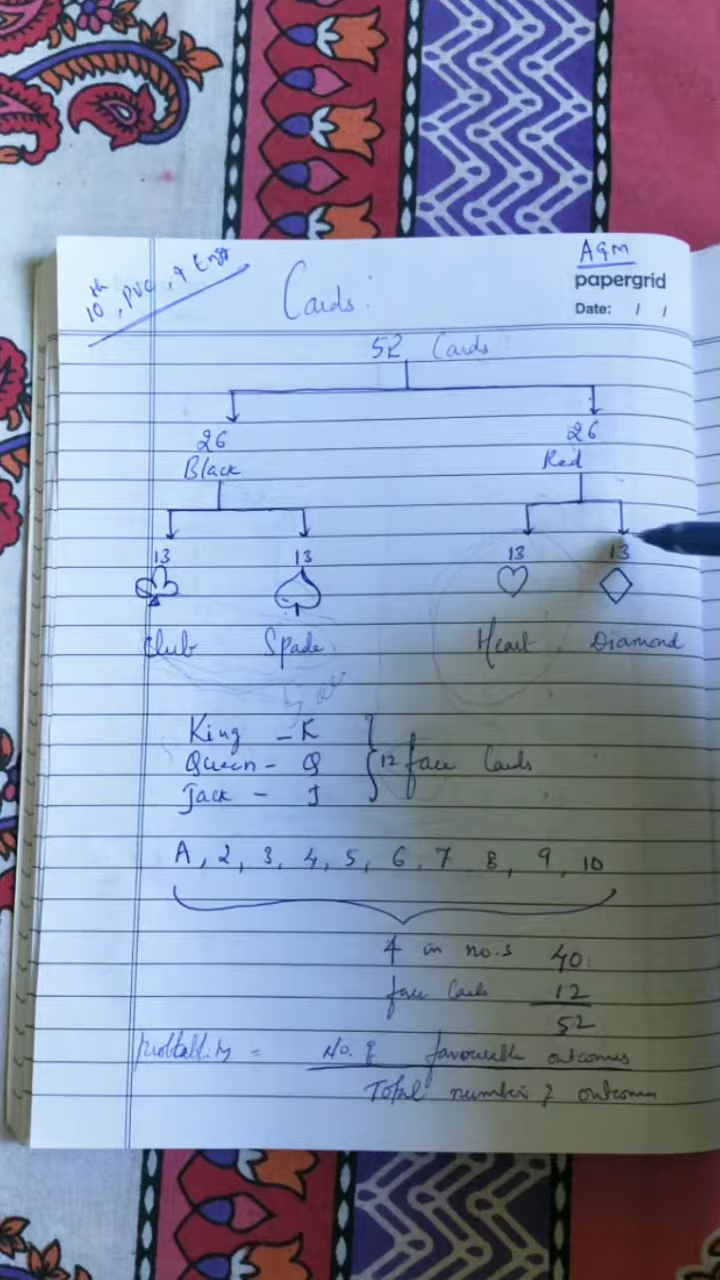 10th, PUC, & Engg
AGM
papergrid
Date: / /
Cards:
52 Cards
26 26
Black Red
13 13 13 13
Club Spade Heart Diamond
King - K
Queen - Q } 12 face Cards
Jack - J
A, 2, 3, 4, 5, 6, 7, 8, 9, 10
4 in no.s 40
face Cards 12
52
Probability = No. of favourable outcomes
Total number of outcomes